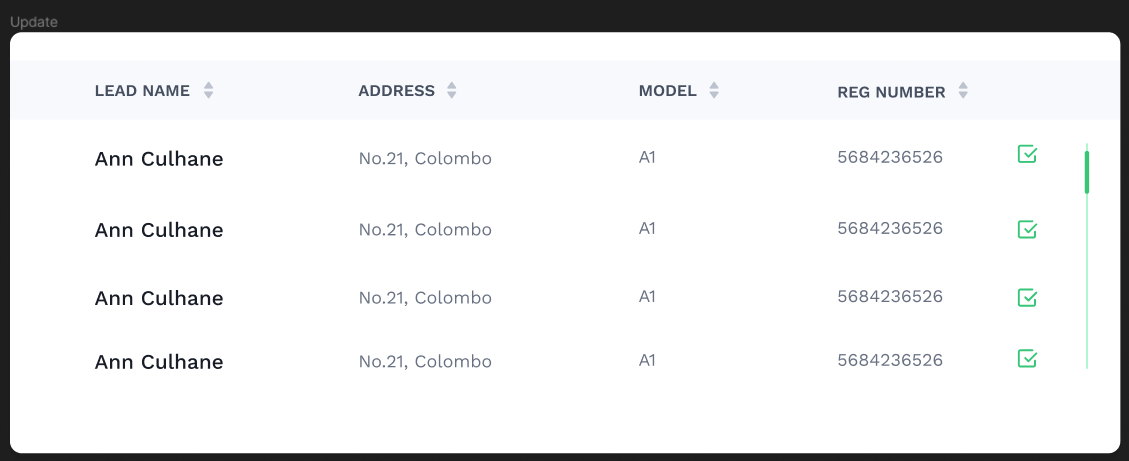 Update
LEAD NAME ADDRESS MODEL REG NUMBER
Ann Culhane No.21, Colombo A1 5684236526
Ann Culhane No.21, Colombo A1 5684236526
Ann Culhane No.21, Colombo A1 5684236526
Ann Culhane No.21, Colombo A1 5684236526